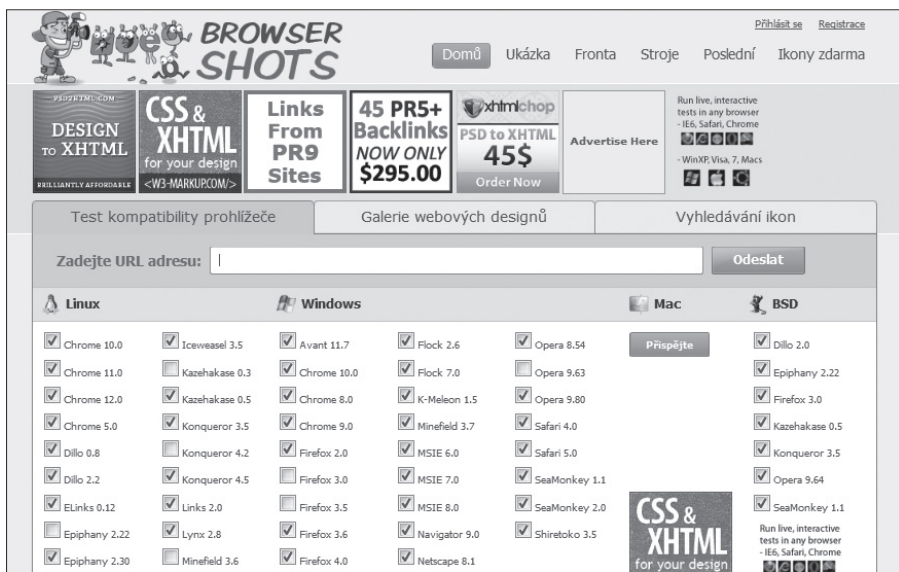 BROWSER
SHOTS
Přihlásit se Registrace
Domů Ukázka Fronta Stroje Poslední Ikony zdarma
PSD2HTML.COM
DESIGN
TO XHTML
BRILLIANTLY AFFORDABLE
CSS &
XHTML
for your design
<W3-MARKUP.COM/>
Links
From
PR9
Sites
45 PR5+
Backlinks
NOW ONLY
$295.00
xhtmlchop
PSD to XHTML
45$
Order Now
Advertise Here
Run live, interactive
tests in any browser
- IE6, Safari, Chrome
- WinXP, Visa, 7, Macs
Test kompatibility prohlížeče Galerie webových designů Vyhledávání ikon
Zadejte URL adresu: Odeslat
Linux Windows Mac BSD
Chrome 10.0 Iceweasel 3.5 Avant 11.7 Flock 2.6 Opera 8.54 Přispějte Dillo 2.0
Chrome 11.0 Kazehakase 0.3 Chrome 10.0 Flock 7.0 Opera 9.63 Epiphany 2.22
Chrome 12.0 Kazehakase 0.5 Chrome 8.0 K-Meleon 1.5 Opera 9.80 Firefox 3.0
Chrome 5.0 Konqueror 3.5 Chrome 9.0 Minefield 3.7 Safari 4.0 Kazehakase 0.5
Dillo 0.8 Konqueror 4.2 Firefox 2.0 MSIE 6.0 Safari 5.0 Konqueror 3.5
Dillo 2.2 Konqueror 4.5 Firefox 3.0 MSIE 7.0 SeaMonkey 1.1 Opera 9.64
ELinks 0.12 Links 2.0 Firefox 3.5 MSIE 8.0 SeaMonkey 2.0 SeaMonkey 1.1
Epiphany 2.22 Lynx 2.8 Firefox 3.6 Navigator 9.0 Shiretoko 3.5
Epiphany 2.30 Minefield 3.6 Firefox 4.0 Netscape 8.1
CSS &
XHTML
for your design
Run live, interactive
tests in any browser
- IE6, Safari, Chrome